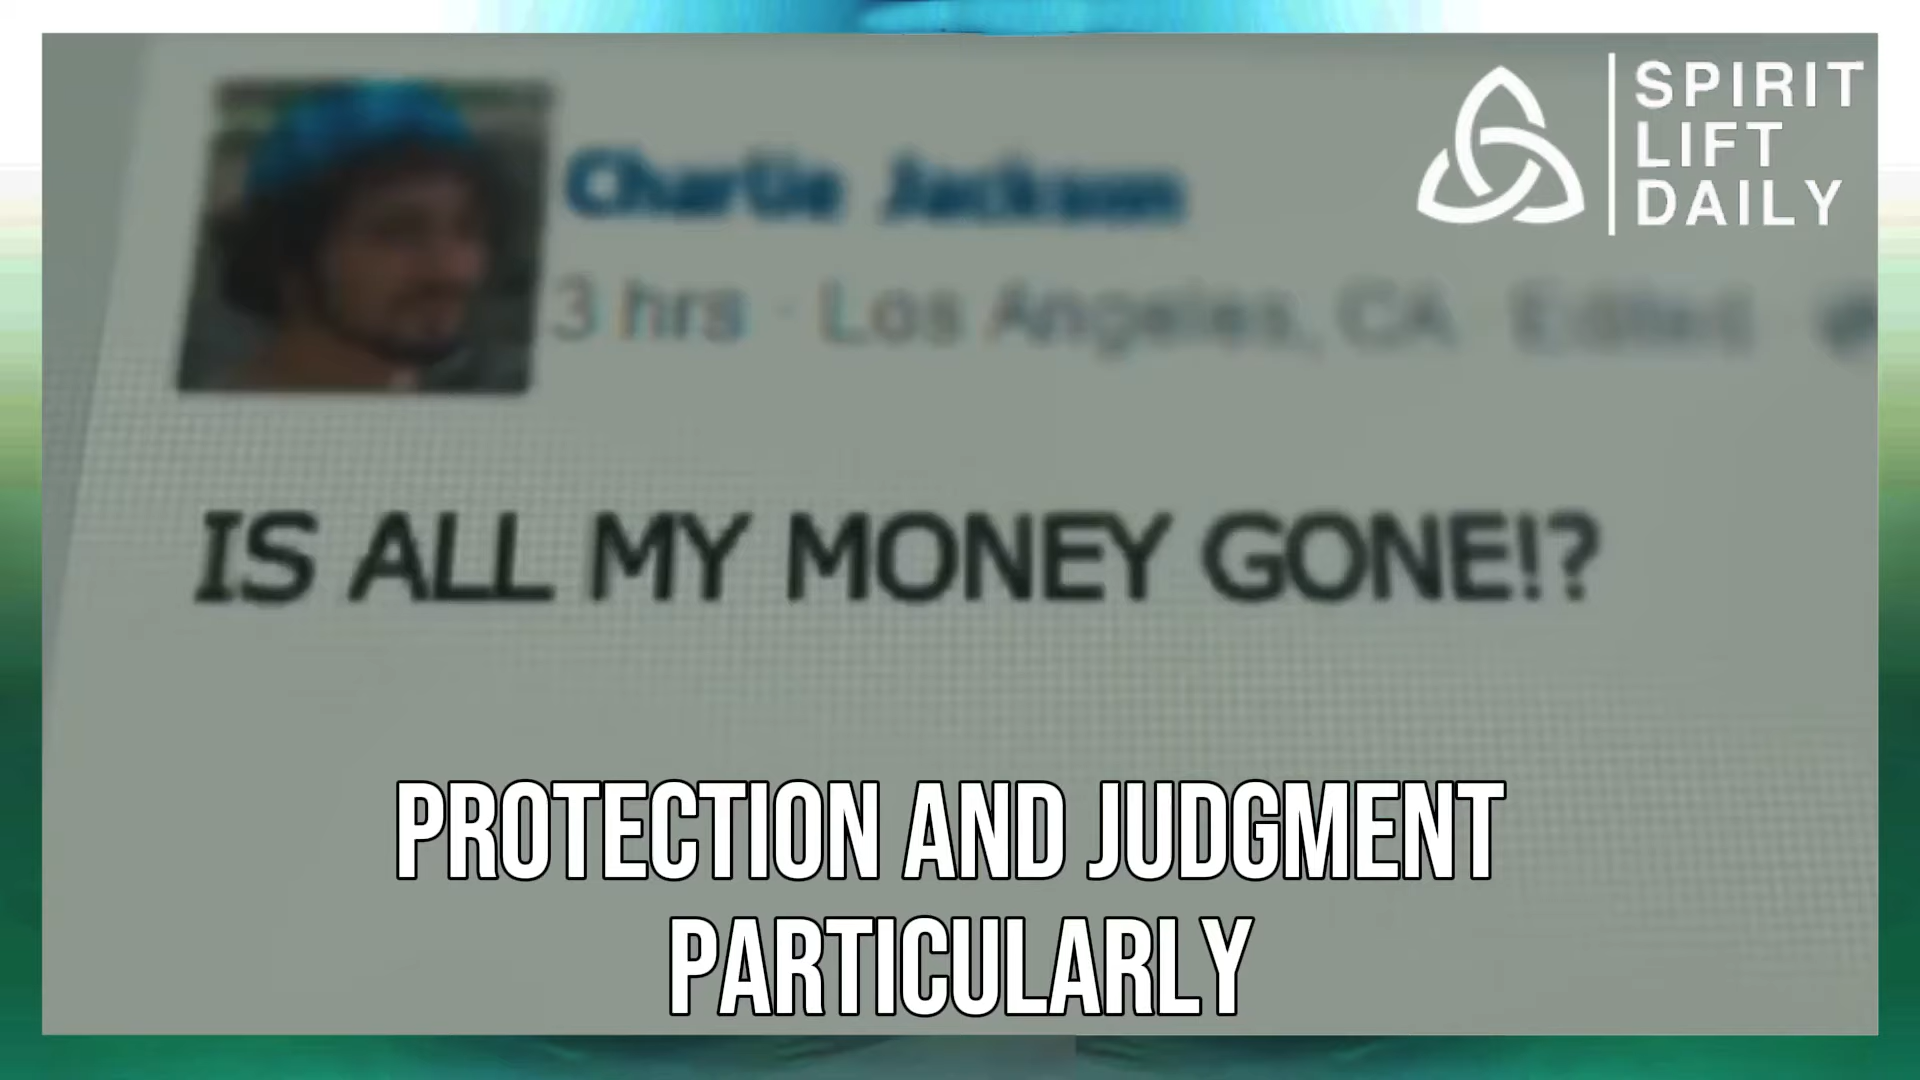 SPIRIT
LIFT
DAILY
Charlie Jackson
3 hrs · Los Angeles, CA Edited
IS ALL MY MONEY GONE!?
PROTECTION AND JUDGMENT
PARTICULARLY